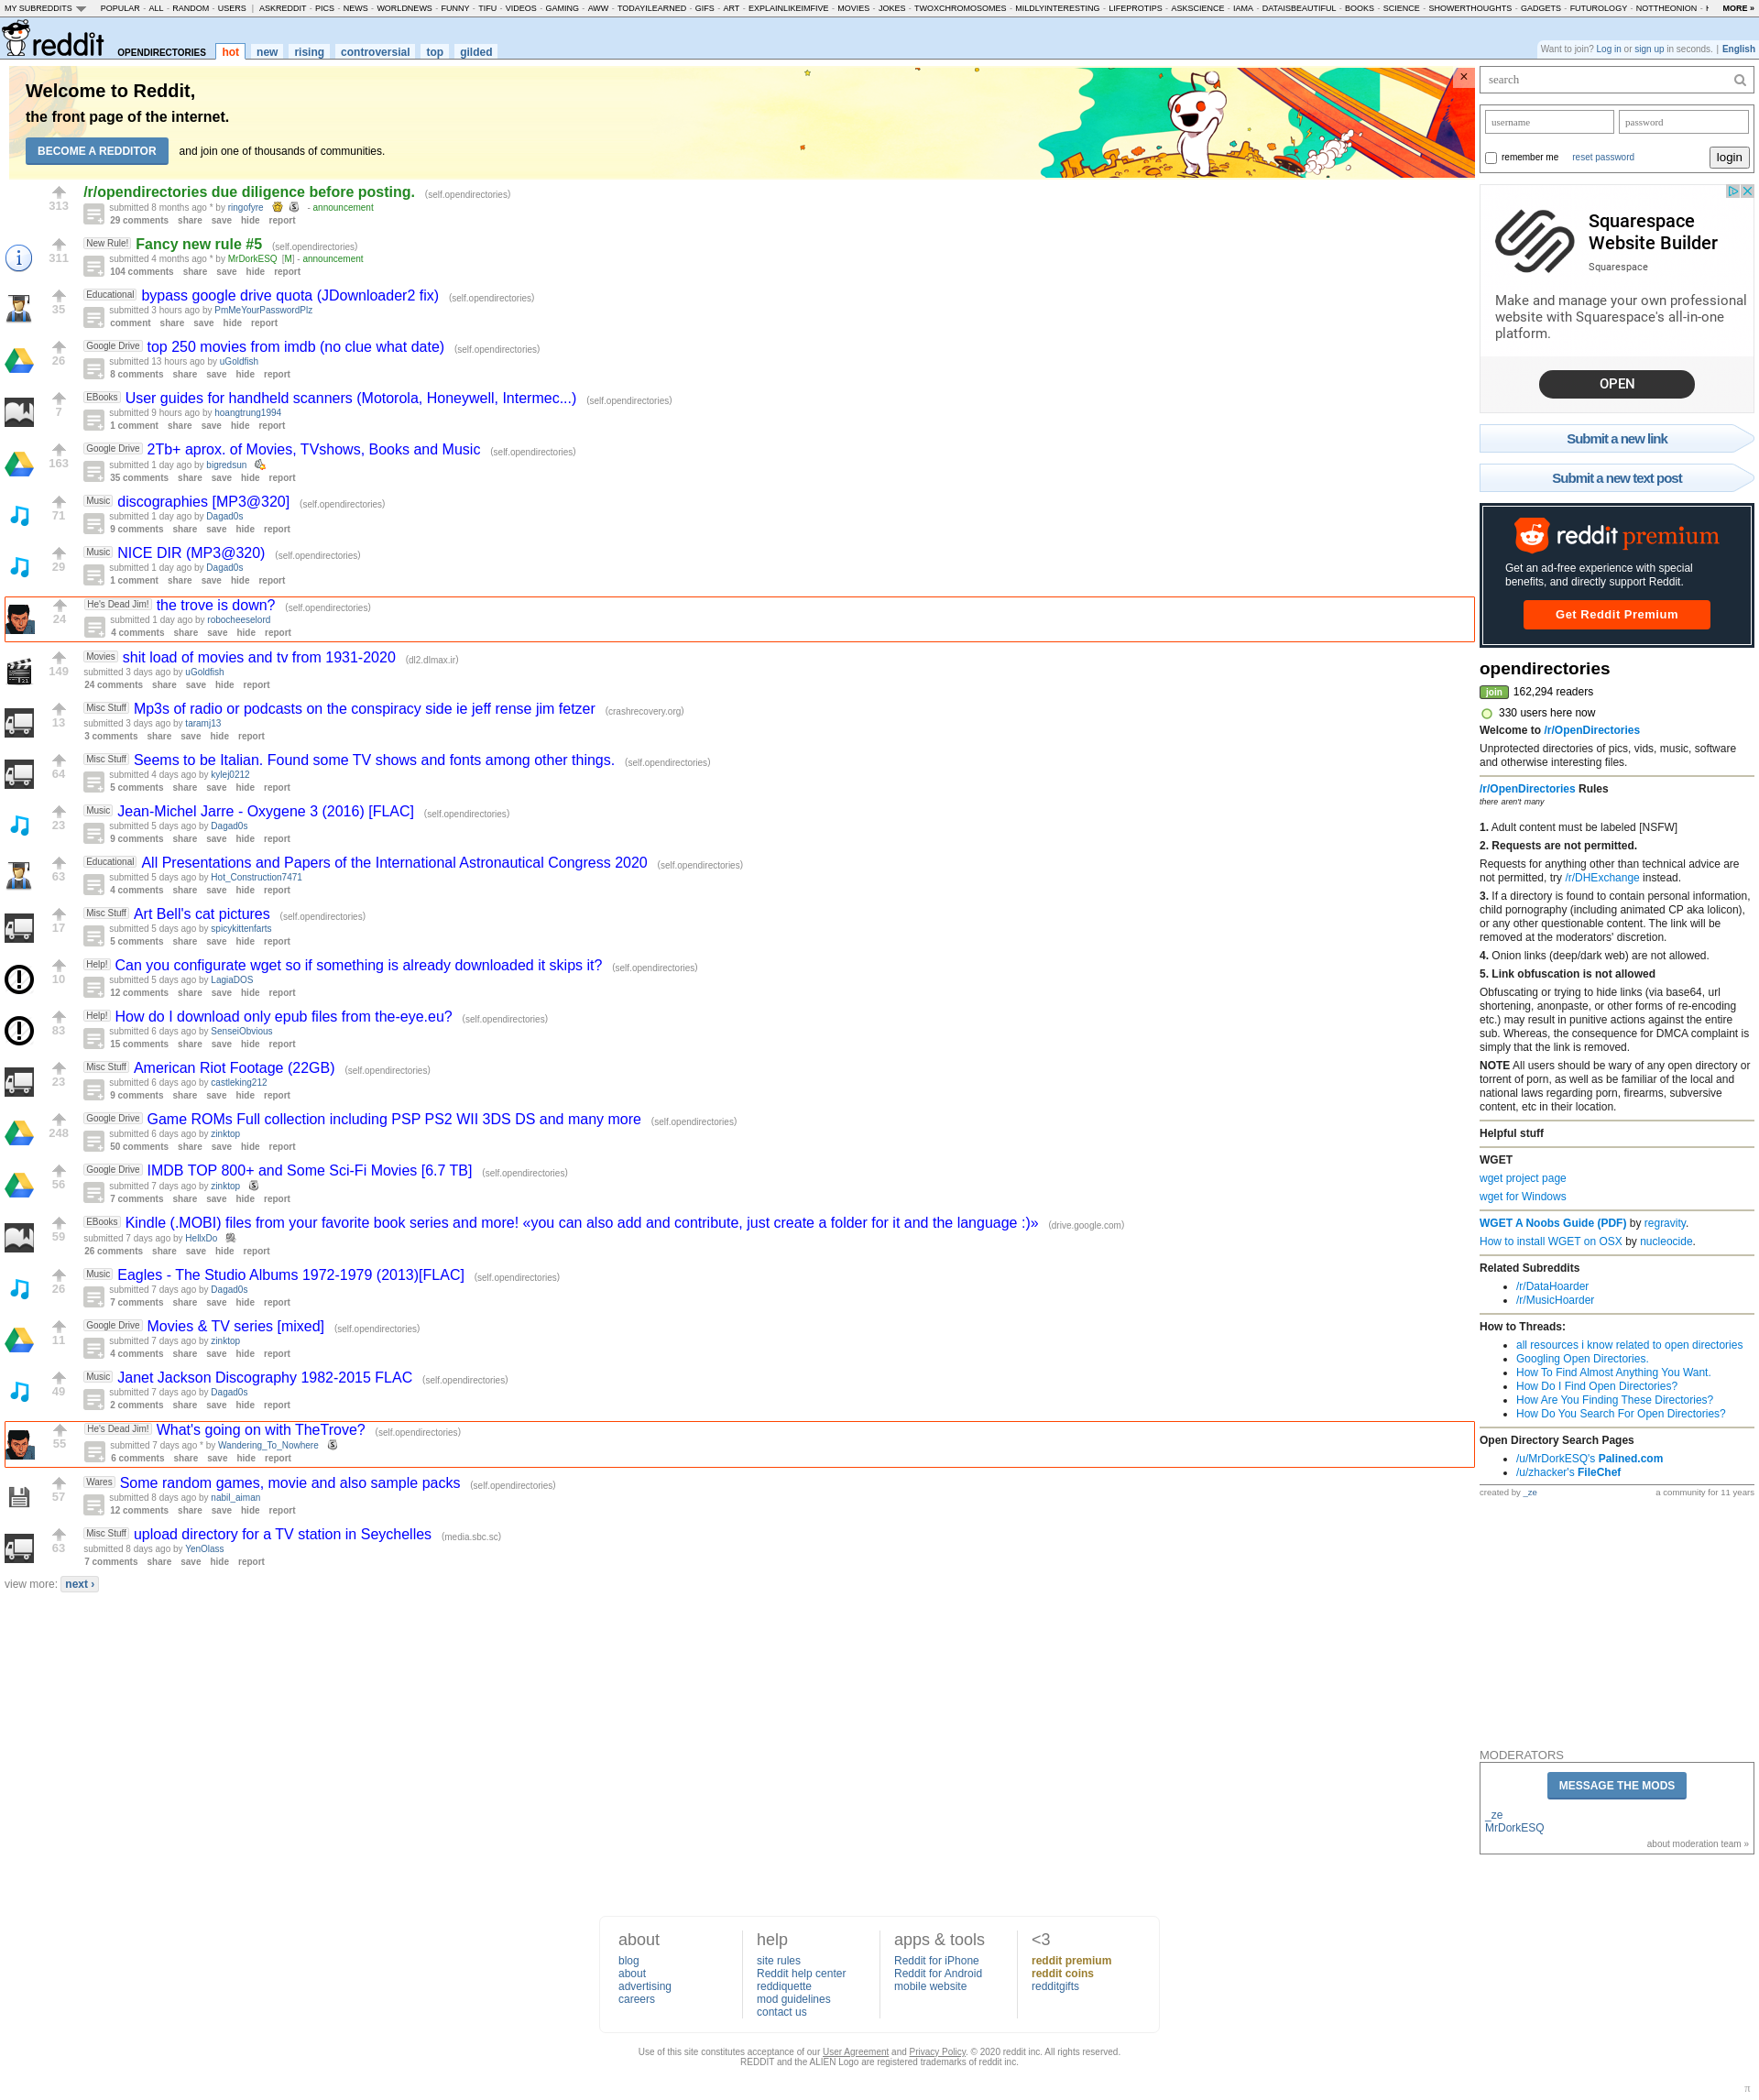 MY SUBREDDITS POPULAR - ALL - RANDOM - USERS | ASKREDDIT - PICS - NEWS - WORLDNEWS - FUNNY - TIFU - VIDEOS - GAMING - AWW - TODAYILEARNED - GIFS - ART - EXPLAINLIKEIMFIVE - MOVIES - JOKES - TWOXCHROMOSOMES - MILDLYINTERESTING - LIFEPROTIPS - ASKSCIENCE - IAMA - DATAISBEAUTIFUL - BOOKS - SCIENCE - SHOWERTHOUGHTS - GADGETS - FUTUROLOGY - NOTTHEONION - MORE »
reddit OPENDIRECTORIES hot new rising controversial top gilded
Want to join? Log in or sign up in seconds. | English
Welcome to Reddit,
the front page of the internet.
BECOME A REDDITOR and join one of thousands of communities.
×
/r/opendirectories due diligence before posting. (self.opendirectories)
313
submitted 8 months ago * by ringofyre - announcement
29 comments share save hide report
New Rule! Fancy new rule #5 (self.opendirectories)
311
submitted 4 months ago * by MrDorkESQ [M] - announcement
104 comments share save hide report
Educational bypass google drive quota (JDownloader2 fix) (self.opendirectories)
35
submitted 3 hours ago by PmMeYourPasswordPlz
comment share save hide report
Google Drive top 250 movies from imdb (no clue what date) (self.opendirectories)
26
submitted 13 hours ago by uGoldfish
8 comments share save hide report
EBooks User guides for handheld scanners (Motorola, Honeywell, Intermec...) (self.opendirectories)
7
submitted 9 hours ago by hoangtrung1994
1 comment share save hide report
Google Drive 2Tb+ aprox. of Movies, TVshows, Books and Music (self.opendirectories)
163
submitted 1 day ago by bigredsun
35 comments share save hide report
Music discographies [MP3@320] (self.opendirectories)
71
submitted 1 day ago by Dagad0s
9 comments share save hide report
Music NICE DIR (MP3@320) (self.opendirectories)
29
submitted 1 day ago by Dagad0s
1 comment share save hide report
He's Dead Jim! the trove is down? (self.opendirectories)
24
submitted 1 day ago by robocheeselord
4 comments share save hide report
Movies shit load of movies and tv from 1931-2020 (dl2.dlmax.ir)
149
submitted 3 days ago by uGoldfish
24 comments share save hide report
Misc Stuff Mp3s of radio or podcasts on the conspiracy side ie jeff rense jim fetzer (crashrecovery.org)
13
submitted 3 days ago by taramj13
3 comments share save hide report
Misc Stuff Seems to be Italian. Found some TV shows and fonts among other things. (self.opendirectories)
64
submitted 4 days ago by kylej0212
5 comments share save hide report
Music Jean-Michel Jarre - Oxygene 3 (2016) [FLAC] (self.opendirectories)
23
submitted 5 days ago by Dagad0s
9 comments share save hide report
Educational All Presentations and Papers of the International Astronautical Congress 2020 (self.opendirectories)
63
submitted 5 days ago by Hot_Construction7471
4 comments share save hide report
Misc Stuff Art Bell's cat pictures (self.opendirectories)
17
submitted 5 days ago by spicykittenfarts
5 comments share save hide report
Help! Can you configurate wget so if something is already downloaded it skips it? (self.opendirectories)
10
submitted 5 days ago by LagiaDOS
12 comments share save hide report
Help! How do I download only epub files from the-eye.eu? (self.opendirectories)
83
submitted 6 days ago by SenseiObvious
15 comments share save hide report
Misc Stuff American Riot Footage (22GB) (self.opendirectories)
23
submitted 6 days ago by castleking212
9 comments share save hide report
Google Drive Game ROMs Full collection including PSP PS2 WII 3DS DS and many more (self.opendirectories)
248
submitted 6 days ago by zinktop
50 comments share save hide report
Google Drive IMDB TOP 800+ and Some Sci-Fi Movies [6.7 TB] (self.opendirectories)
56
submitted 7 days ago by zinktop
7 comments share save hide report
EBooks Kindle (.MOBI) files from your favorite book series and more! «you can also add and contribute, just create a folder for it and the language :)» (drive.google.com)
59
submitted 7 days ago by HellxDo
26 comments share save hide report
Music Eagles - The Studio Albums 1972-1979 (2013)[FLAC] (self.opendirectories)
26
submitted 7 days ago by Dagad0s
7 comments share save hide report
Google Drive Movies & TV series [mixed] (self.opendirectories)
11
submitted 7 days ago by zinktop
4 comments share save hide report
Music Janet Jackson Discography 1982-2015 FLAC (self.opendirectories)
49
submitted 7 days ago by Dagad0s
2 comments share save hide report
He's Dead Jim! What's going on with TheTrove? (self.opendirectories)
55
submitted 7 days ago * by Wandering_To_Nowhere
6 comments share save hide report
Wares Some random games, movie and also sample packs (self.opendirectories)
57
submitted 8 days ago by nabil_aiman
12 comments share save hide report
Misc Stuff upload directory for a TV station in Seychelles (media.sbc.sc)
63
submitted 8 days ago by YenOlass
7 comments share save hide report
view more: next ›
search
username password
remember me reset password login
Squarespace
Website Builder
Squarespace
Make and manage your own professional
website with Squarespace's all-in-one
platform.
OPEN
Submit a new link
Submit a new text post
reddit premium
Get an ad-free experience with special
benefits, and directly support Reddit.
Get Reddit Premium
opendirectories
join 162,294 readers
330 users here now
Welcome to /r/OpenDirectories
Unprotected directories of pics, vids, music, software
and otherwise interesting files.
/r/OpenDirectories Rules
there aren't many
1. Adult content must be labeled [NSFW]
2. Requests are not permitted.
Requests for anything other than technical advice are
not permitted, try /r/DHExchange instead.
3. If a directory is found to contain personal information,
child pornography (including animated CP aka lolicon),
or any other questionable content. The link will be
removed at the moderators' discretion.
4. Onion links (deep/dark web) are not allowed.
5. Link obfuscation is not allowed
Obfuscating or trying to hide links (via base64, url
shortening, anonpaste, or other forms of re-encoding
etc.) may result in punitive actions against the entire
sub. Whereas, the consequence for DMCA complaint is
simply that the link is removed.
NOTE All users should be wary of any open directory or
torrent of porn, as well as be familiar of the local and
national laws regarding porn, firearms, subversive
content, etc in their location.
Helpful stuff
WGET
wget project page
wget for Windows
WGET A Noobs Guide (PDF) by regravity.
How to install WGET on OSX by nucleocide.
Related Subreddits
/r/DataHoarder
/r/MusicHoarder
How to Threads:
all resources i know related to open directories
Googling Open Directories.
How To Find Almost Anything You Want.
How Do I Find Open Directories?
How Are You Finding These Directories?
How Do You Search For Open Directories?
Open Directory Search Pages
/u/MrDorkESQ's Palined.com
/u/zhacker's FileChef
created by _ze a community for 11 years
MODERATORS
MESSAGE THE MODS
_ze
MrDorkESQ
about moderation team »
about
blog
about
advertising
careers
help
site rules
Reddit help center
rediquette
mod guidelines
contact us
apps & tools
Reddit for iPhone
Reddit for Android
mobile website
<3
reddit premium
reddit coins
redditgifts
Use of this site constitutes acceptance of our User Agreement and Privacy Policy. © 2020 reddit inc. All rights reserved.
REDDIT and the ALIEN Logo are registered trademarks of reddit inc.
π